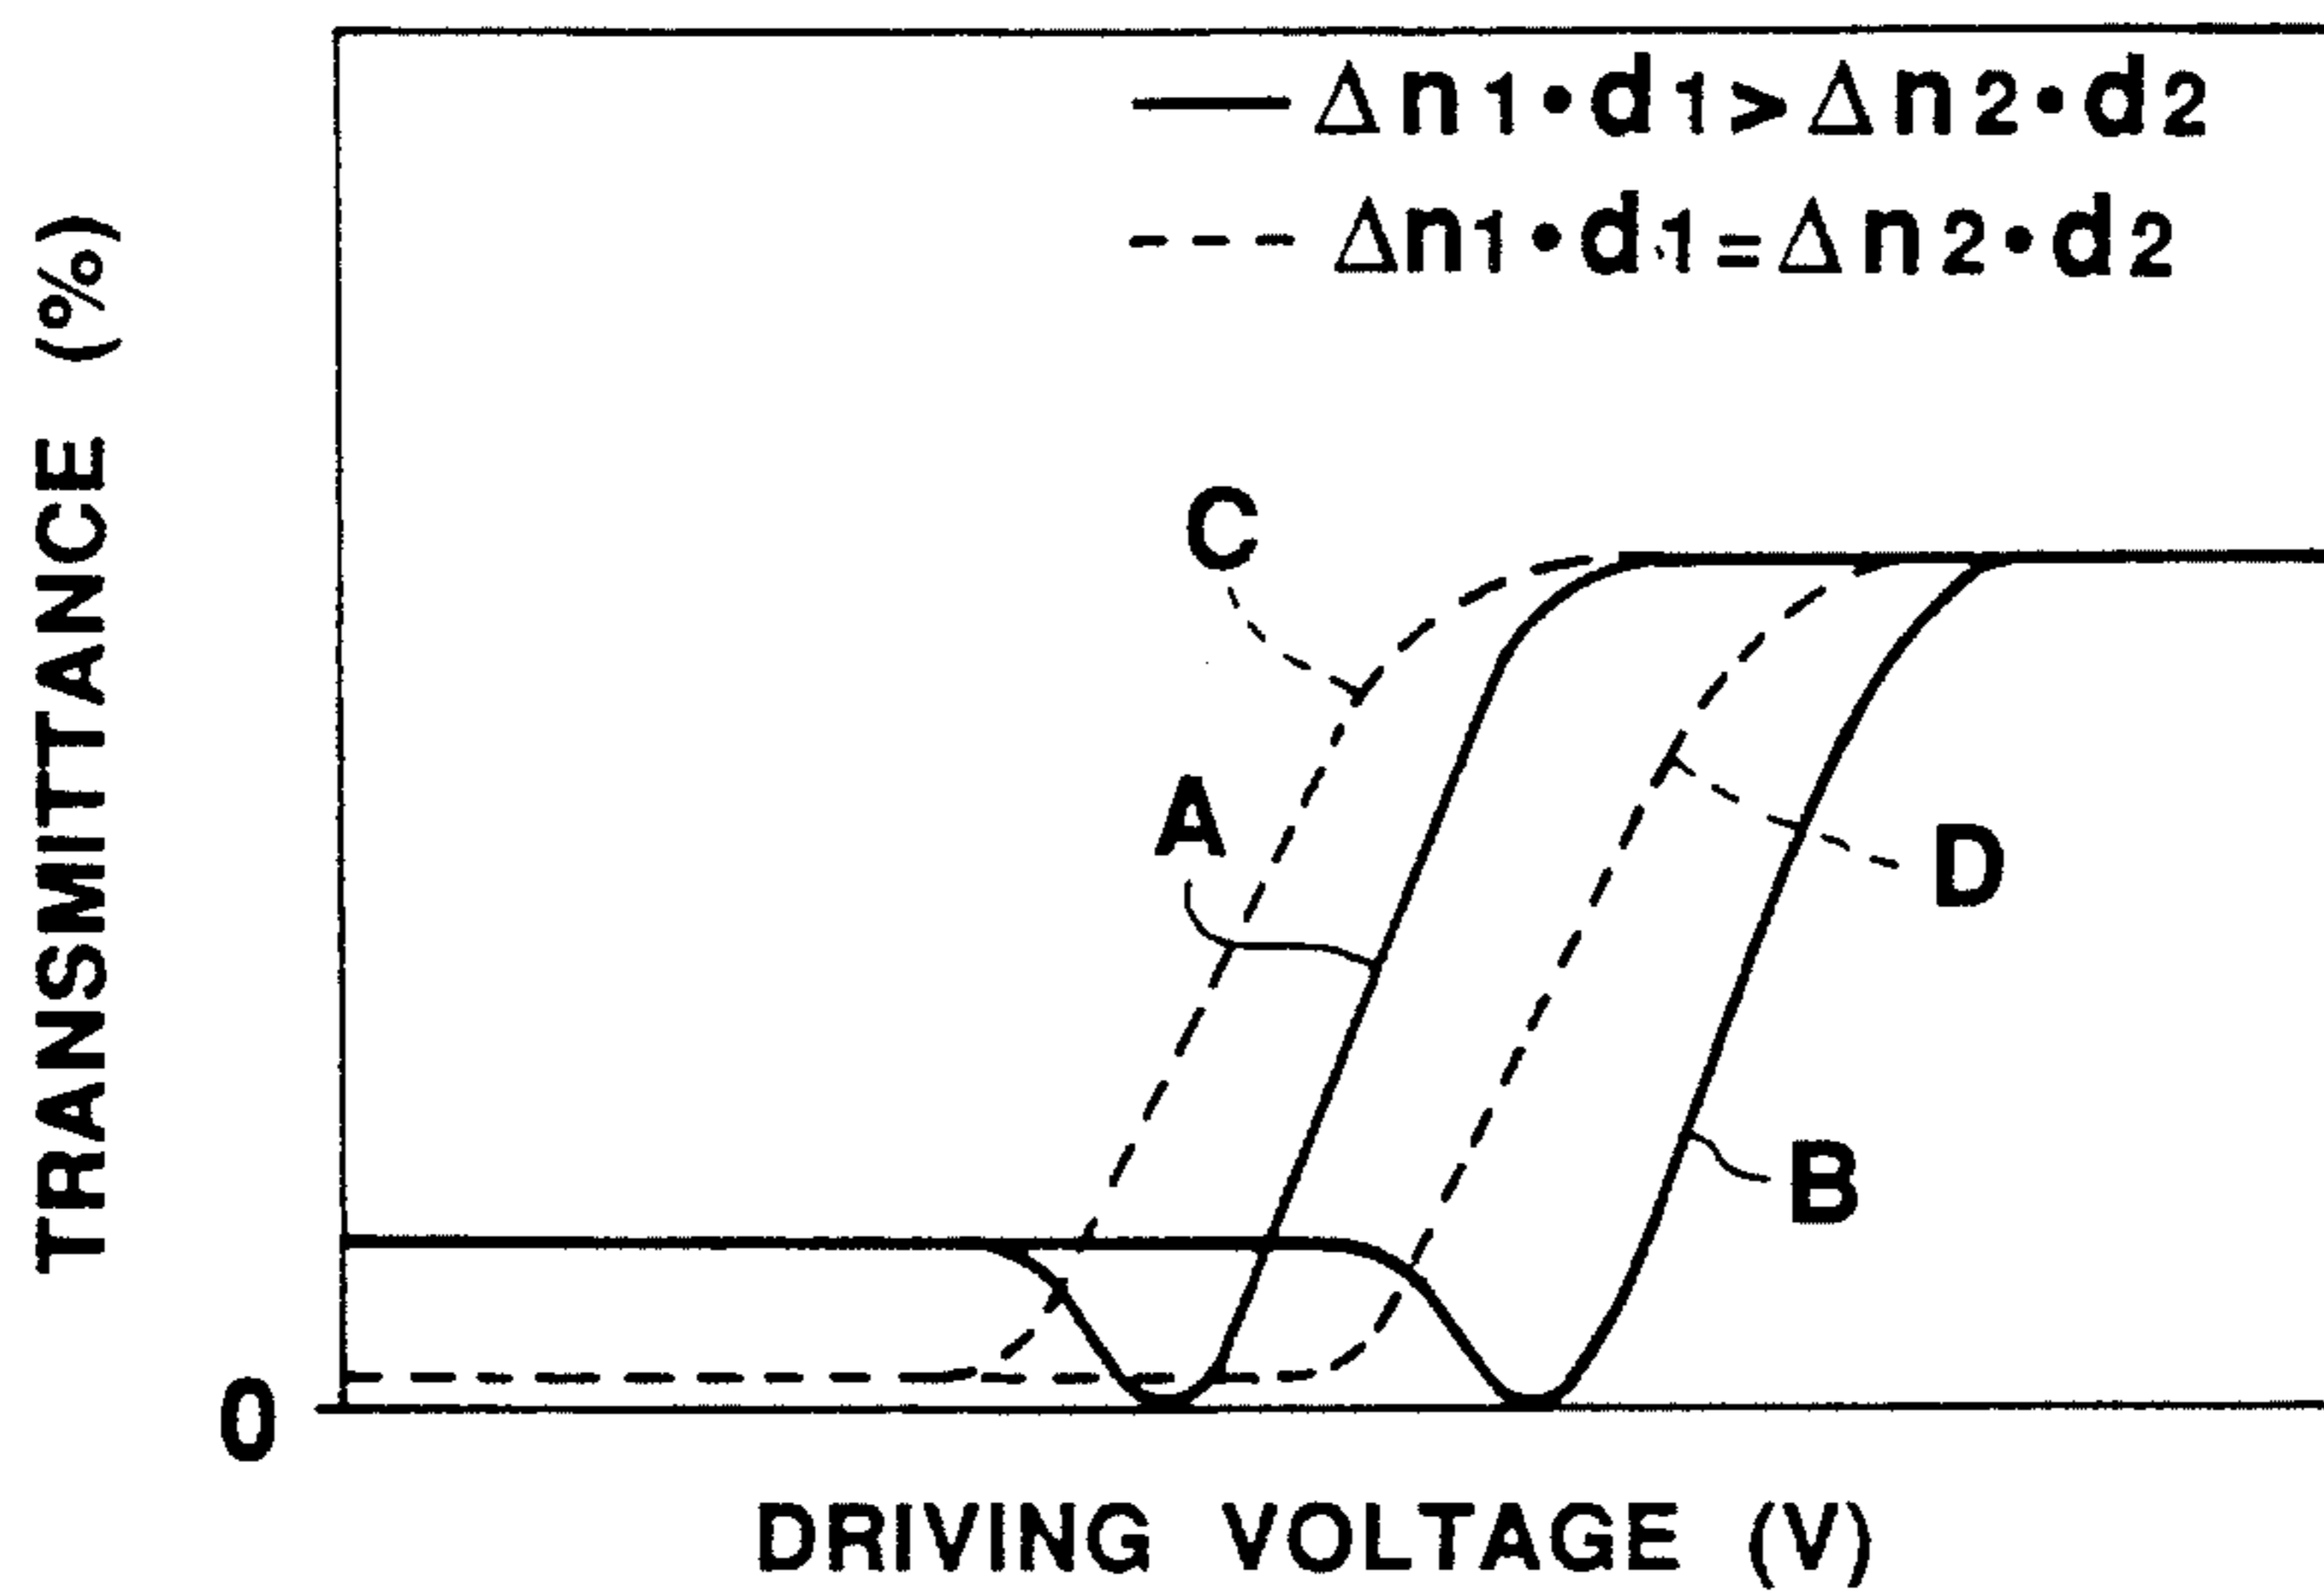 Δn1•d1>Δn2•d2
Δn1•d1=Δn2•d2
TRANSMITTANCE (%)
C
A
D
B
0
DRIVING VOLTAGE (V)